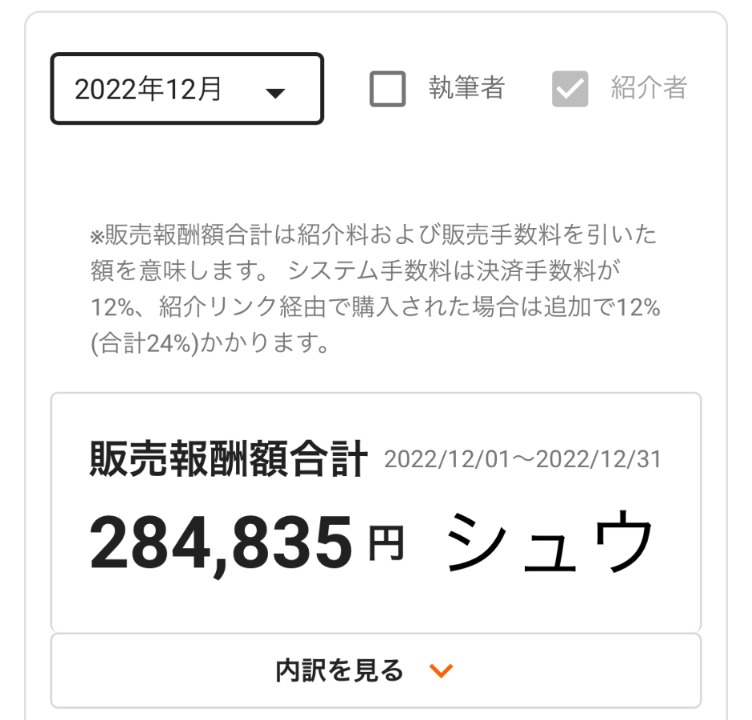 2022年12月 執筆者 紹介者
※販売報酬額合計は紹介料および販売手数料を引いた
額を意味します。 システム手数料は決済手数料が
12%、紹介リンク経由で購入された場合は追加で12%
(合計24%)かかります。
販売報酬額合計 2022/12/01〜2022/12/31
284,835 円 シュウ
内訳を見る